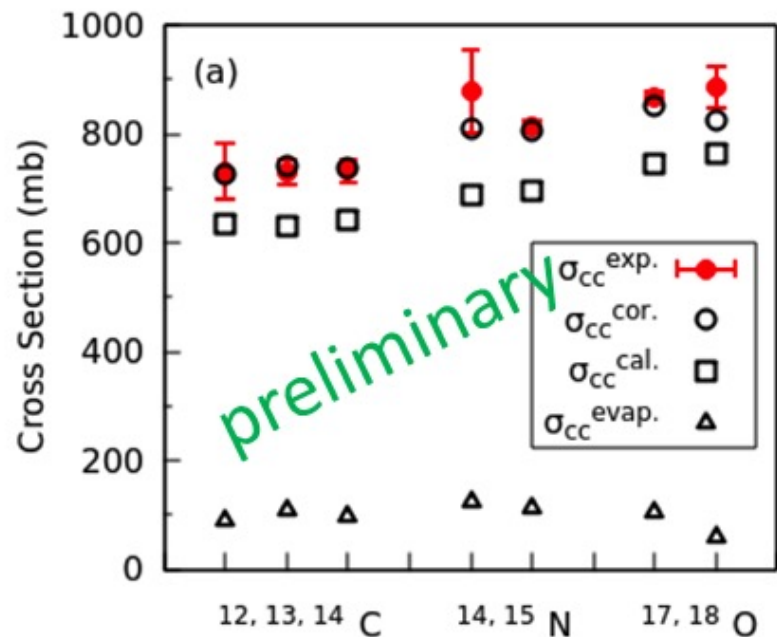 1000
(a)
800
600
400
200
0
Cross Section (mb)
σcc exp.
σcc cor.
σcc cal.
σcc evap.
preliminary
12, 13, 14 C
14, 15 N
17, 18 O